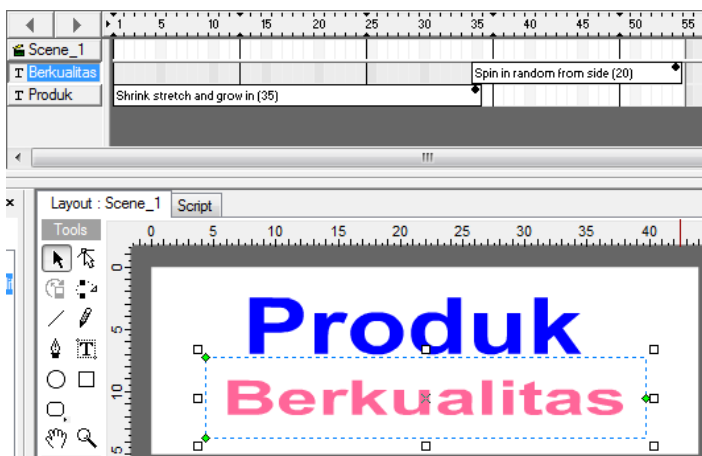 1 5 10 15 20 25 30 35 40 45 50 55
Scene_1
T Berkualitas Spin in random from side (20)
T Produk Shrink stretch and grow in (35)
Layout : Scene_1 Script
Tools
0 5 10 15 20 25 30 35 40
0
5
10
5
Produk
Berkualitas